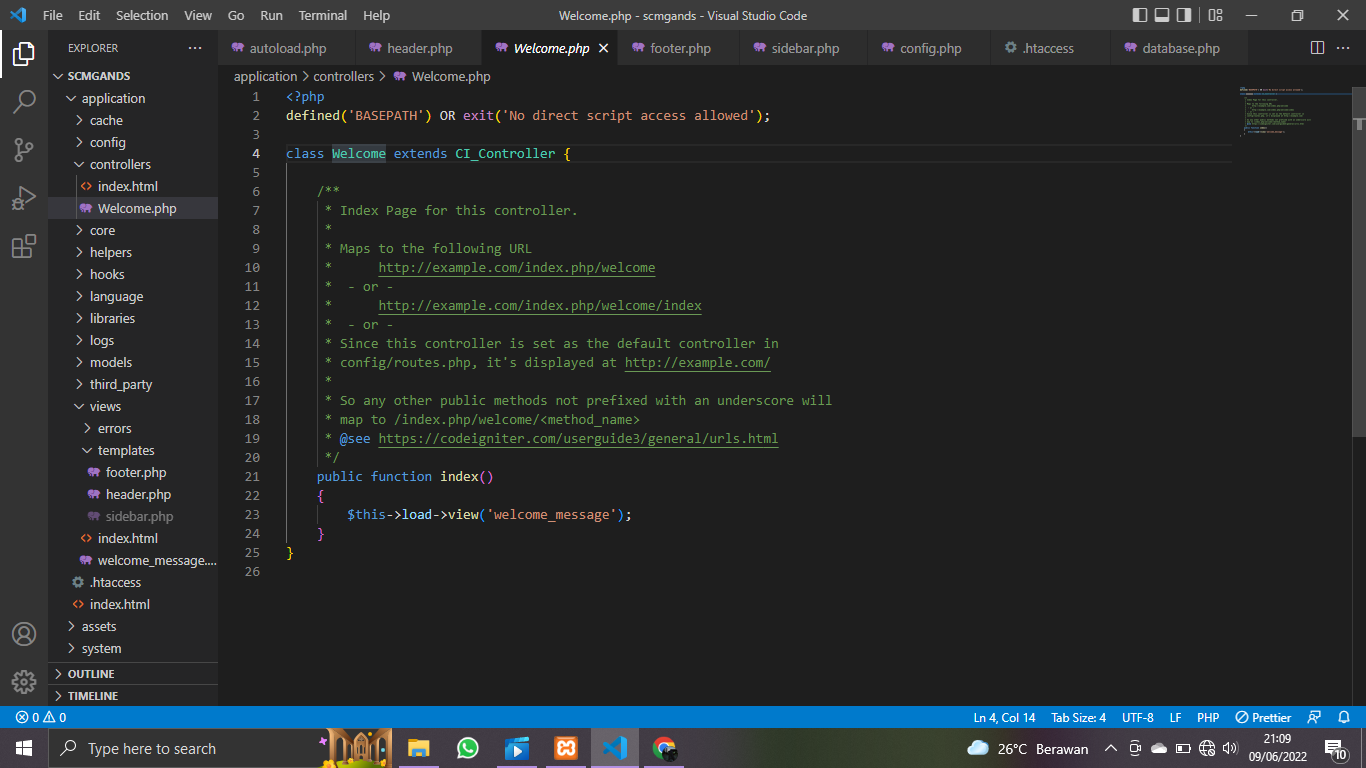 File Edit Selection View Go Run Terminal Help Welcome.php - scmgands - Visual Studio Code
EXPLORER ...
SCMGANDS
application
cache
config
controllers
index.html
Welcome.php
core
helpers
hooks
language
libraries
logs
models
third_party
views
errors
templates
footer.php
header.php
sidebar.php
index.html
welcome_message....
.htaccess
index.html
assets
system
OUTLINE
TIMELINE
autoload.php header.php Welcome.php footer.php sidebar.php config.php .htaccess database.php
application > controllers > Welcome.php
1 <?php
2 defined('BASEPATH') OR exit('No direct script access allowed');
3
4 class Welcome extends CI_Controller {
5
6 /**
7 * Index Page for this controller.
8 *
9 * Maps to the following URL
10 * http://example.com/index.php/welcome
11 * - or -
12 * http://example.com/index.php/welcome/index
13 * - or -
14 * Since this controller is set as the default controller in
15 * config/routes.php, it's displayed at http://example.com/
16 *
17 * So any other public methods not prefixed with an underscore will
18 * map to /index.php/welcome/<method_name>
19 * @see https://codeigniter.com/userguide3/general/urls.html
20 */
21 public function index()
22 {
23 $this->load->view('welcome_message');
24 }
25 }
26
0 0 Ln 4, Col 14 Tab Size: 4 UTF-8 LF PHP Prettier
Type here to search 26°C Berawan 21:09
09/06/2022 10